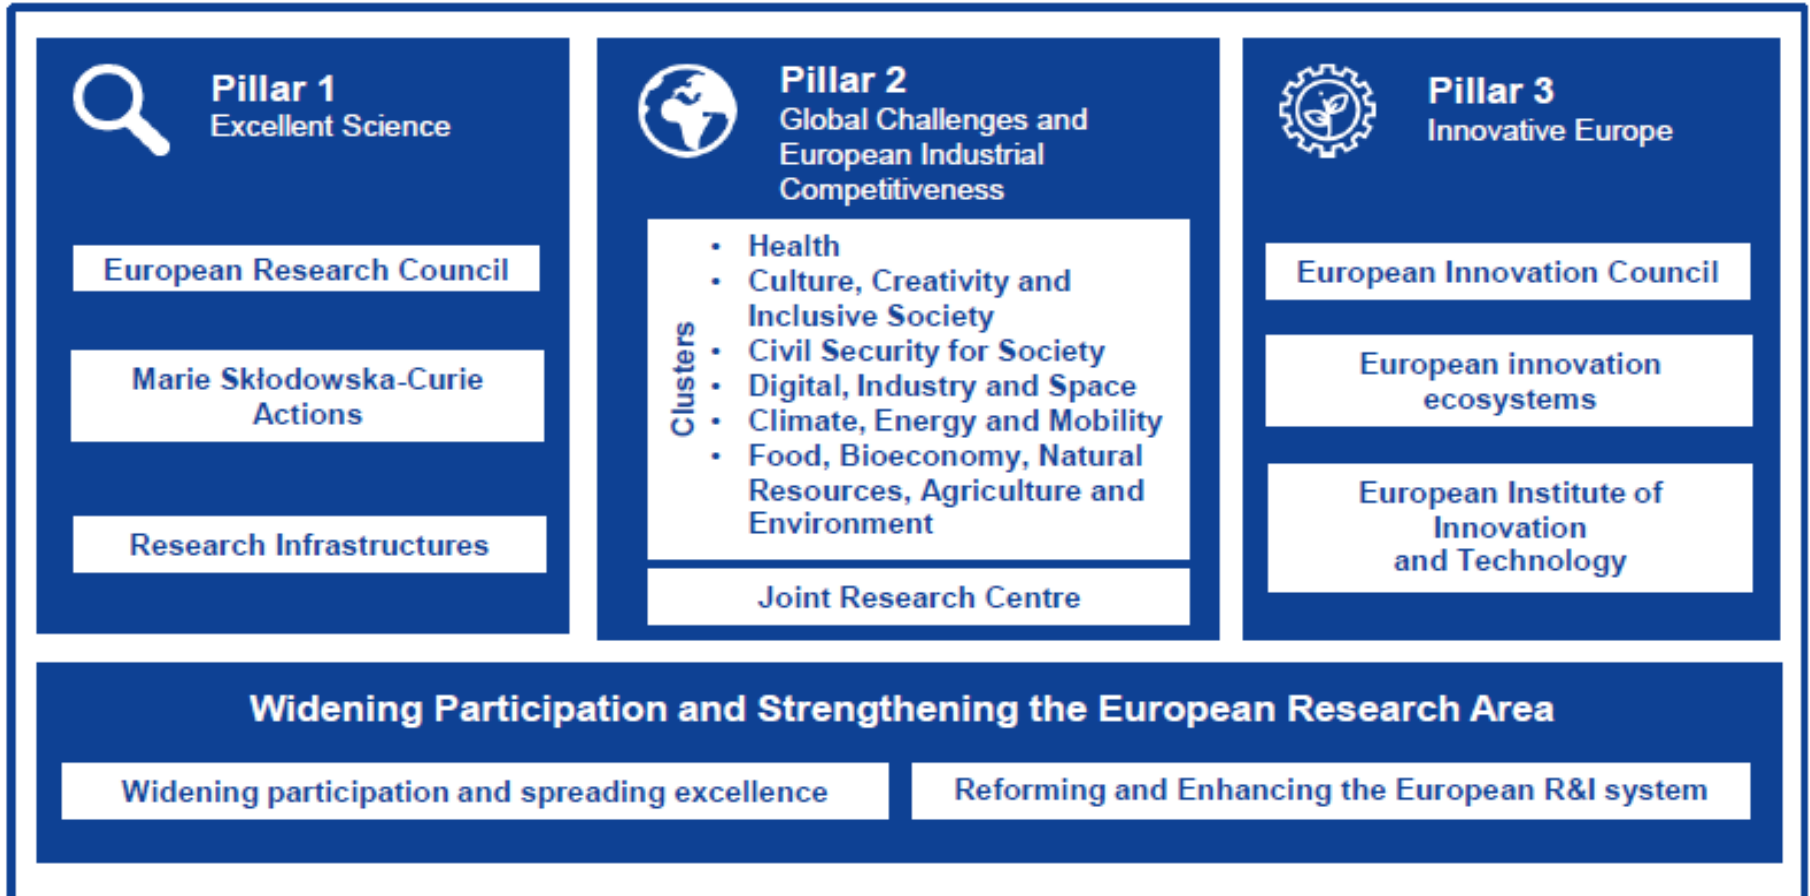 Pillar 1
Excellent Science
European Research Council
Marie Skłodowska-Curie
Actions
Research Infrastructures
Pillar 2
Global Challenges and
European Industrial
Competitiveness
Clusters
• Health
• Culture, Creativity and
Inclusive Society
• Civil Security for Society
• Digital, Industry and Space
• Climate, Energy and Mobility
• Food, Bioeconomy, Natural
Resources, Agriculture and
Environment
Joint Research Centre
Pillar 3
Innovative Europe
European Innovation Council
European innovation
ecosystems
European Institute of
Innovation
and Technology
Widening Participation and Strengthening the European Research Area
Widening participation and spreading excellence
Reforming and Enhancing the European R&I system